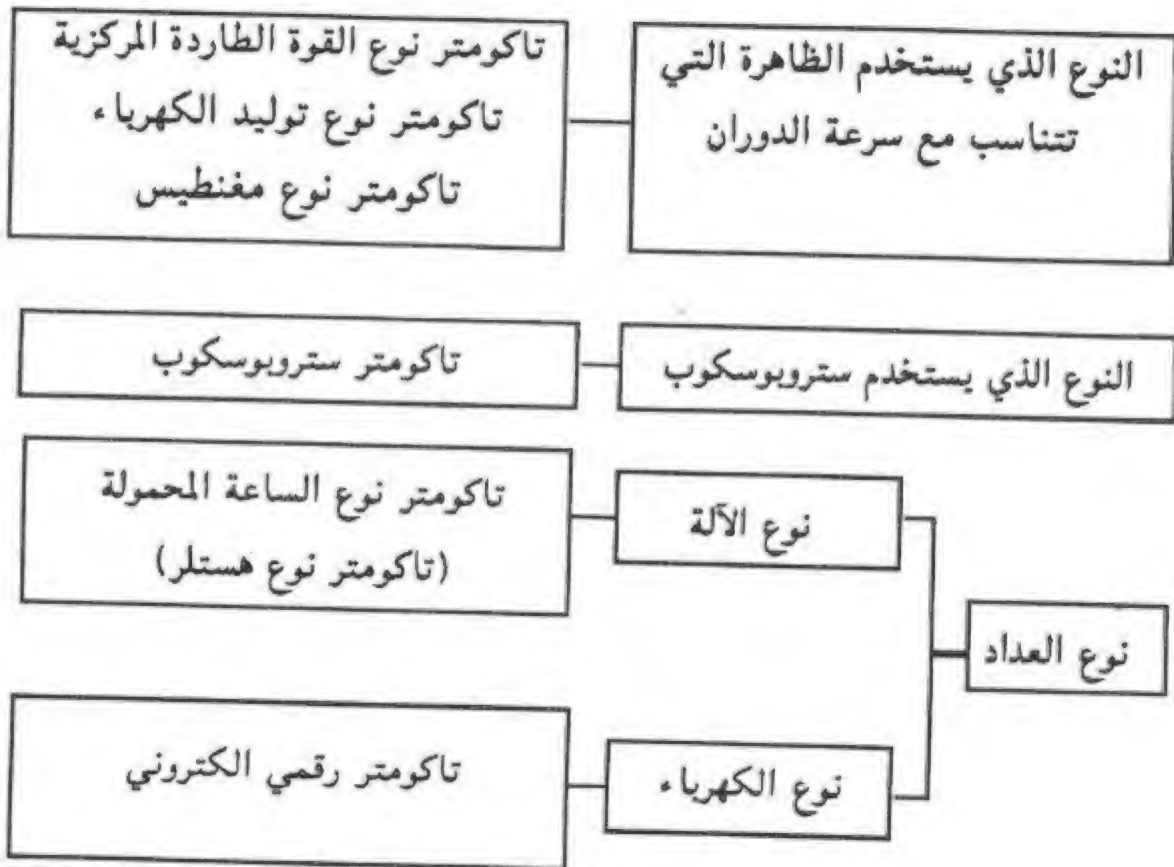 النوع الذي يستخدم الظاهرة التي
تتناسب مع سرعة الدوران
تاكومتر نوع القوة الطاردة المركزية
تاكومتر نوع توليد الكهرباء
تاكومتر نوع مغنطيس
النوع الذي يستخدم ستروبوسكوب
تاكومتر ستروبوسكوب
نوع العداد
نوع الآلة
تاكومتر نوع الساعة المحمولة
(تاكومتر نوع هستلر)
نوع الكهرباء
تاكومتر رقمي الكتروني